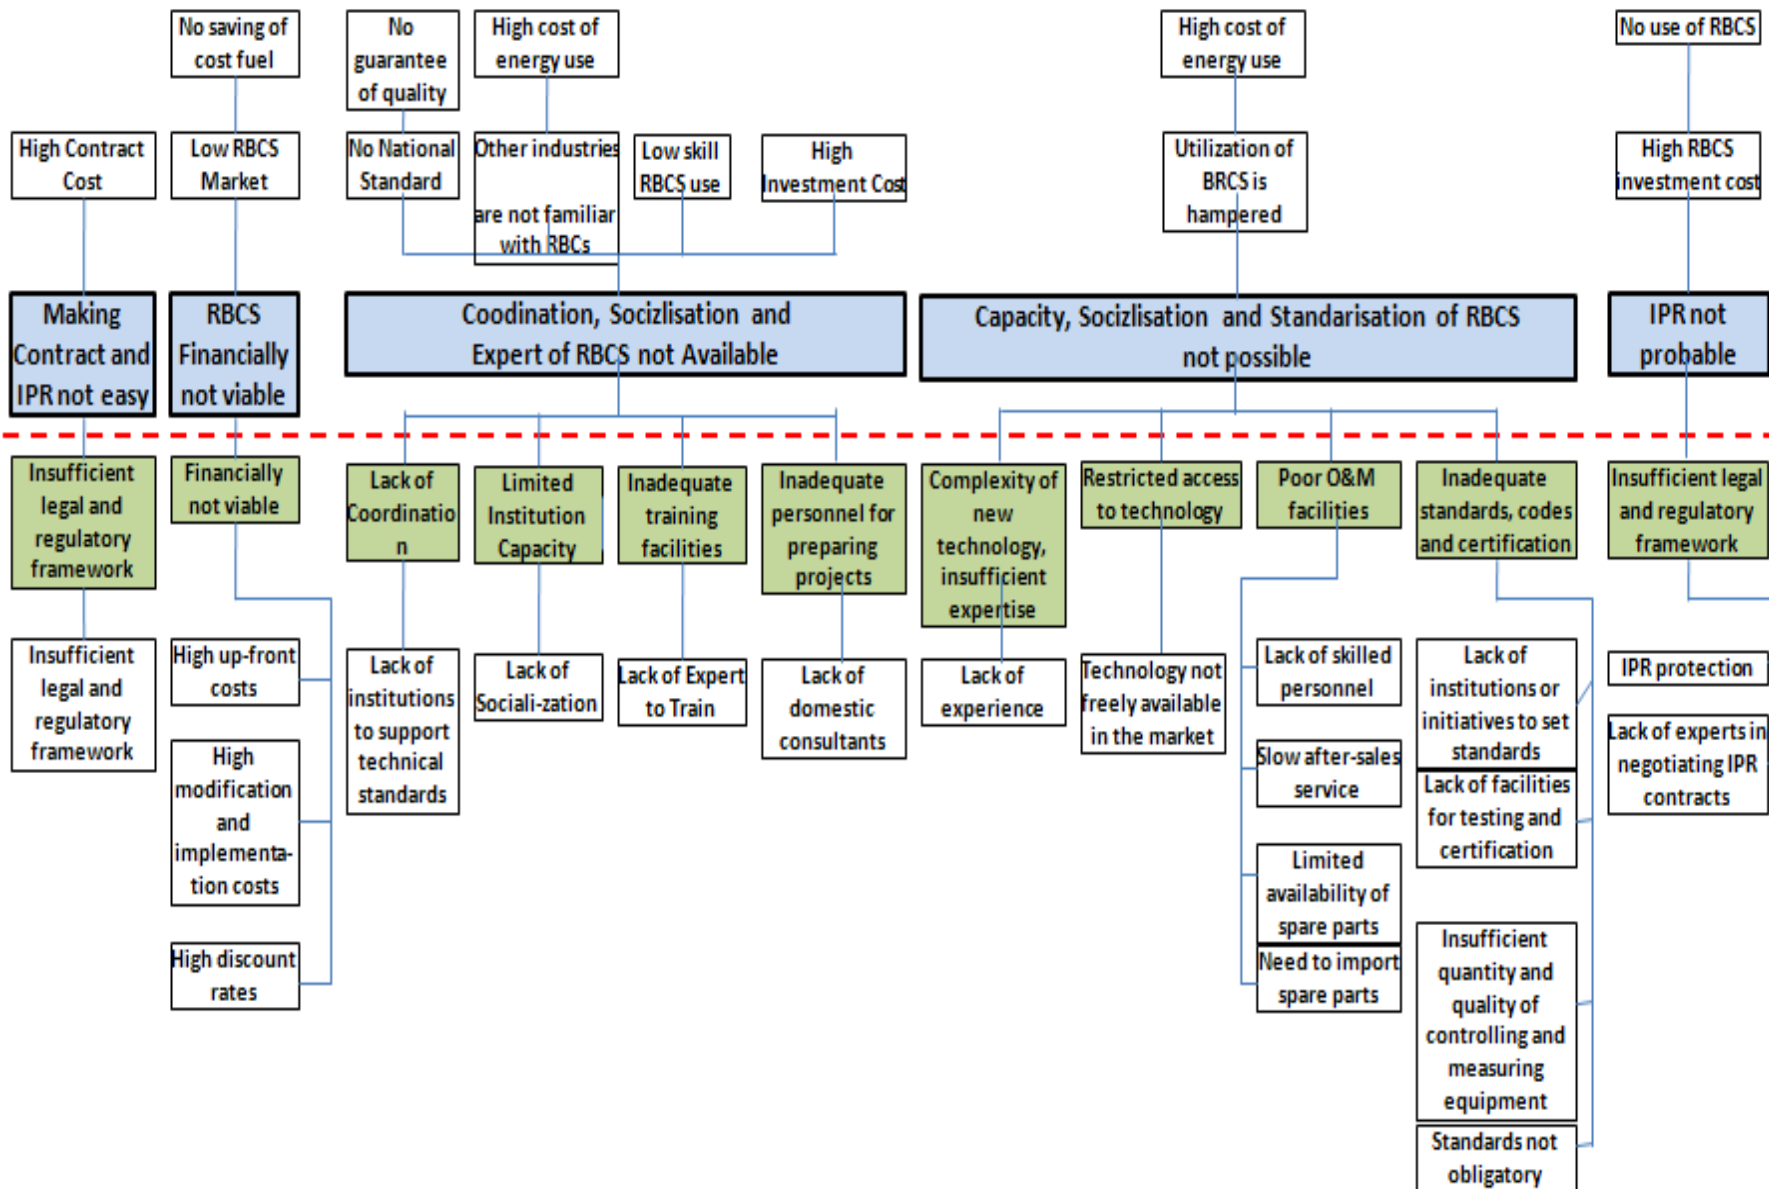 No saving of
cost fuel
No
guarantee
of quality
High cost of
energy use
High cost of
energy use
No use of RBCS
High Contract
Cost
Low RBCS
Market
No National
Standard
Other industries
are not familiar
with RBCs
Low skill
RBCS use
High
Investment Cost
Utilization of
BRCS is
hampered
High RBCS
investment cost
Making
Contract and
IPR not easy
RBCS
Financially
not viable
Coodination, Socizlisation and
Expert of RBCS not Available
Capacity, Socizlisation and Standarisation of RBCS
not possible
IPR not
probable
Insufficient
legal and
regulatory
framework
Financially
not viable
Lack of
Coordinatio
n
Limited
Institution
Capacity
Inadequate
training
facilities
Inadequate
personnel for
preparing
projects
Complexity of
new
technology,
insufficient
expertise
Restricted access
to technology
Poor O&M
facilities
Inadequate
standards, codes
and certification
Insufficient legal
and regulatory
framework
Insufficient
legal and
regulatory
framework
High up-front
costs
High
modification
and
implementa-
tion costs
High discount
rates
Lack of
institutions
to support
technical
standards
Lack of
Sociali-zation
Lack of Expert
to Train
Lack of
domestic
consultants
Lack of
experience
Technology not
freely available
in the market
Lack of skilled
personnel
Slow after-sales
service
Limited
availability of
spare parts
Need to import
spare parts
Lack of
institutions or
initiatives to set
standards
Lack of facilities
for testing and
certification
Insufficient
quantity and
quality of
controlling and
measuring
equipment
Standards not
obligatory
IPR protection
Lack of experts in
negotiating IPR
contracts